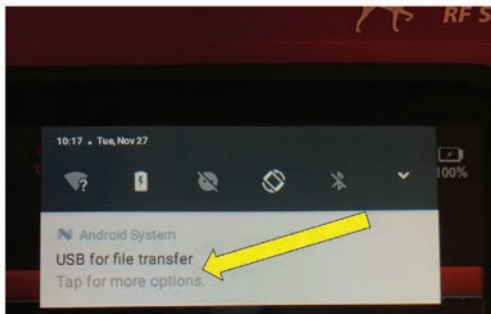 RF S
10:17 • Tue, Nov 27
100%
Android System
USB for file transfer
Tap for more options.